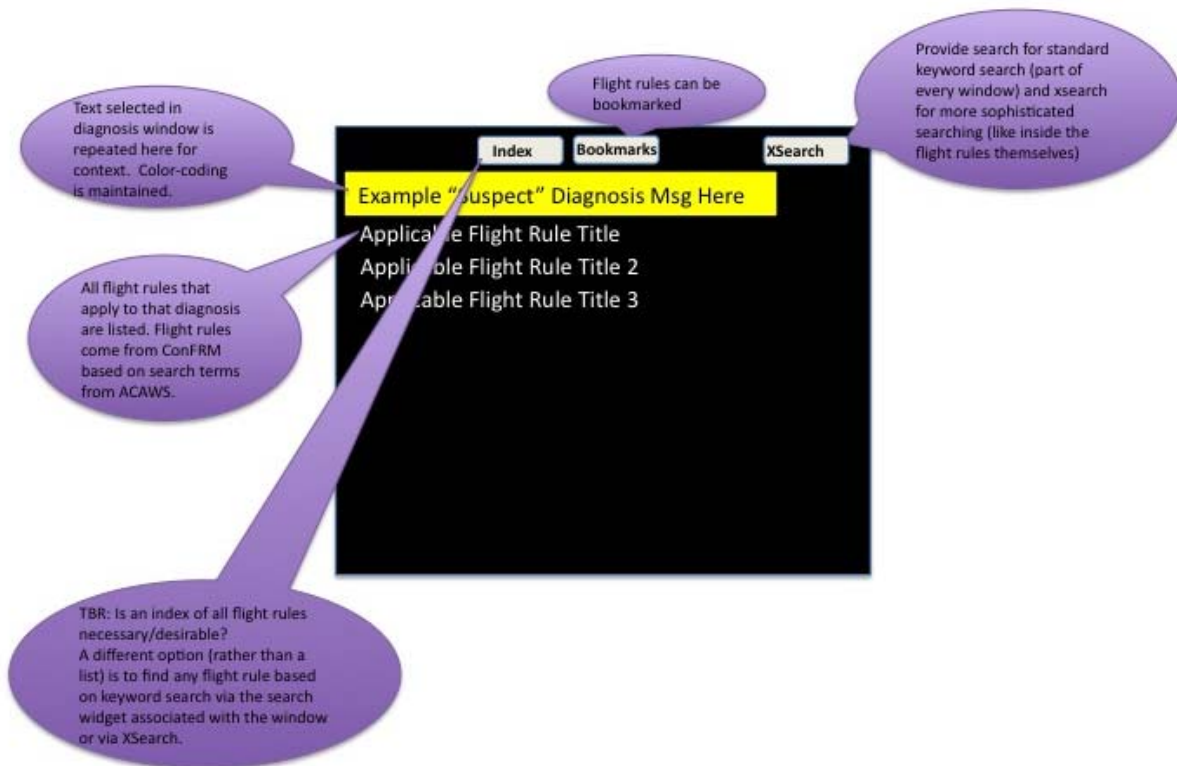 Provide search for standard
keyword search (part of
every window) and xsearch
for more sophisticated
searching (like inside the
flight rules themselves)
Flight rules can be
bookmarked
Text selected in
diagnosis window is
repeated here for
context. Color-coding
is maintained.
Index
Bookmarks
XSearch
Example “Suspect” Diagnosis Msg Here
Applicable Flight Rule Title
Applicable Flight Rule Title 2
Applicable Flight Rule Title 3
All flight rules that
apply to that diagnosis
are listed. Flight rules
come from ConFRM
based on search terms
from ACAWS.
TBR: Is an index of all flight rules
necessary/desirable?
A different option (rather than a
list) is to find any flight rule based
on keyword search via the search
widget associated with the window
or via XSearch.